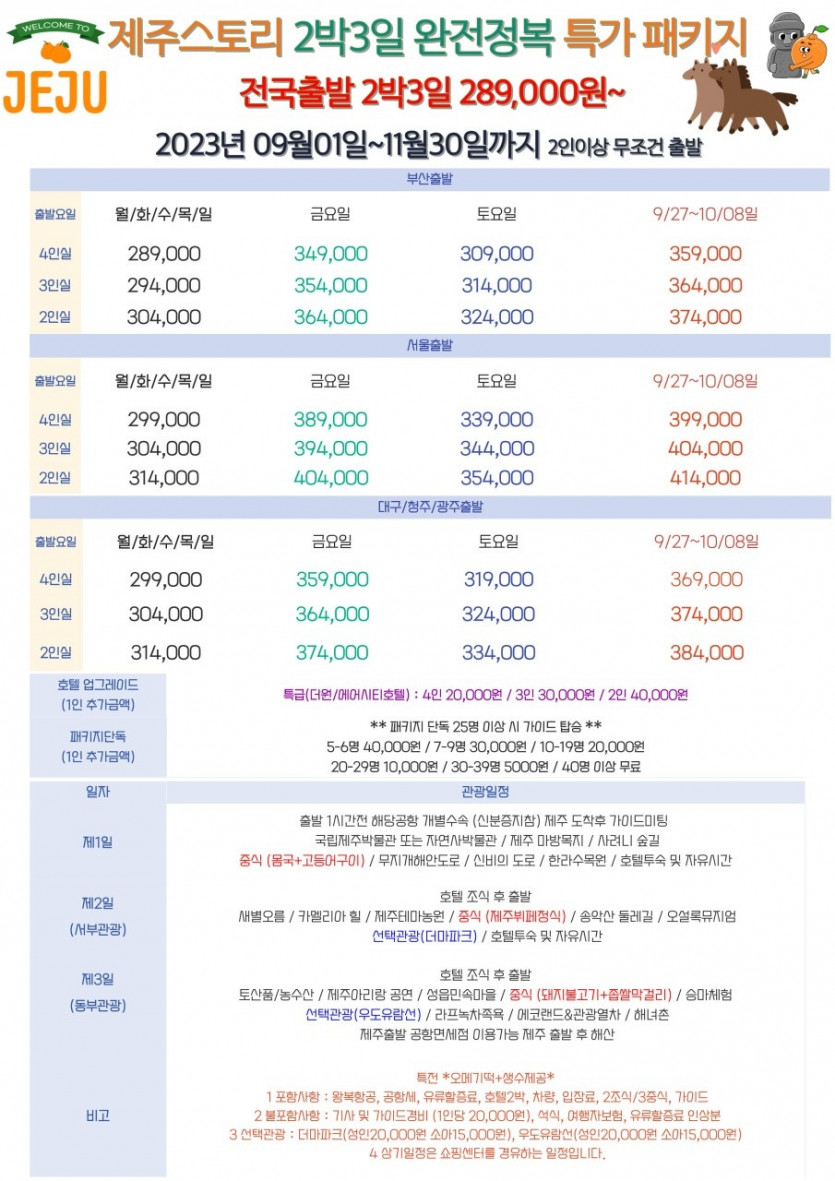 WELCOME TO
JEJU
제주스토리 2박3일 완전정복 특가 패키지
전국출발 2박3일 289,000원~
2023년 09월01일~11월30일까지 2인이상 무조건 출발
부산출발
출발요일 월/화/수/목/일 금요일 토요일 9/27~10/08일
4인실 289,000 349,000 309,000 359,000
3인실 294,000 354,000 314,000 364,000
2인실 304,000 364,000 324,000 374,000
서울출발
출발요일 월/화/수/목/일 금요일 토요일 9/27~10/08일
4인실 299,000 389,000 339,000 399,000
3인실 304,000 394,000 344,000 404,000
2인실 314,000 404,000 354,000 414,000
대구/청주/광주출발
출발요일 월/화/수/목/일 금요일 토요일 9/27~10/08일
4인실 299,000 359,000 319,000 369,000
3인실 304,000 364,000 324,000 374,000
2인실 314,000 374,000 334,000 384,000
호텔 업그레이드
(1인 추가금액)
특급(더원/에어시티호텔) : 4인 20,000원 / 3인 30,000원 / 2인 40,000원
패키지단독
(1인 추가금액)
** 패키지 단독 25명 이상 시 가이드 탑승 **
5-6명 40,000원 / 7-9명 30,000원 / 10-19명 20,000원
20-29명 10,000원 / 30-39명 5000원 / 40명 이상 무료
일자 관광일정
제1일
출발 1시간전 해당공항 개별수속 (신분증지참) 제주 도착후 가이드미팅
국립제주박물관 또는 자연사박물관 / 제주 마방목지 / 사려니 숲길
중식 (몸국+고등어구이) / 무지개해안도로 / 신비의 도로 / 한라수목원 / 호텔투숙 및 자유시간
제2일
(서부관광)
호텔 조식 후 출발
새별오름 / 카멜리아 힐 / 제주테마농원 / 중식 (제주뷔페정식) / 송악산 둘레길 / 오설록뮤지엄
선택관광(더마파크) / 호텔투숙 및 자유시간
제3일
(동부관광)
호텔 조식 후 출발
토산품/농수산 / 제주아리랑 공연 / 성읍민속마을 / 중식 (돼지불고기+좁쌀막걸리) / 승마체험
선택관광(우도유람선) / 라프녹차족욕 / 에코랜드&관광열차 / 해녀촌
제주출발 공항면세점 이용가능 제주 출발 후 해산
비고
특전 *오메기떡+생수제공*
1 포함사항 : 왕복항공, 공항세, 유류할증료, 호텔2박, 차량, 입장료, 2조식/3중식, 가이드
2 불포함사항 : 기사 및 가이드경비 (1인당 20,000원), 석식, 여행자보험, 유류할증료 인상분
3 선택관광 : 더마파크(성인20,000원 소아15,000원), 우도유람선(성인20,000원 소아15,000원)
4 상기일정은 쇼핑센터를 경유하는 일정입니다.